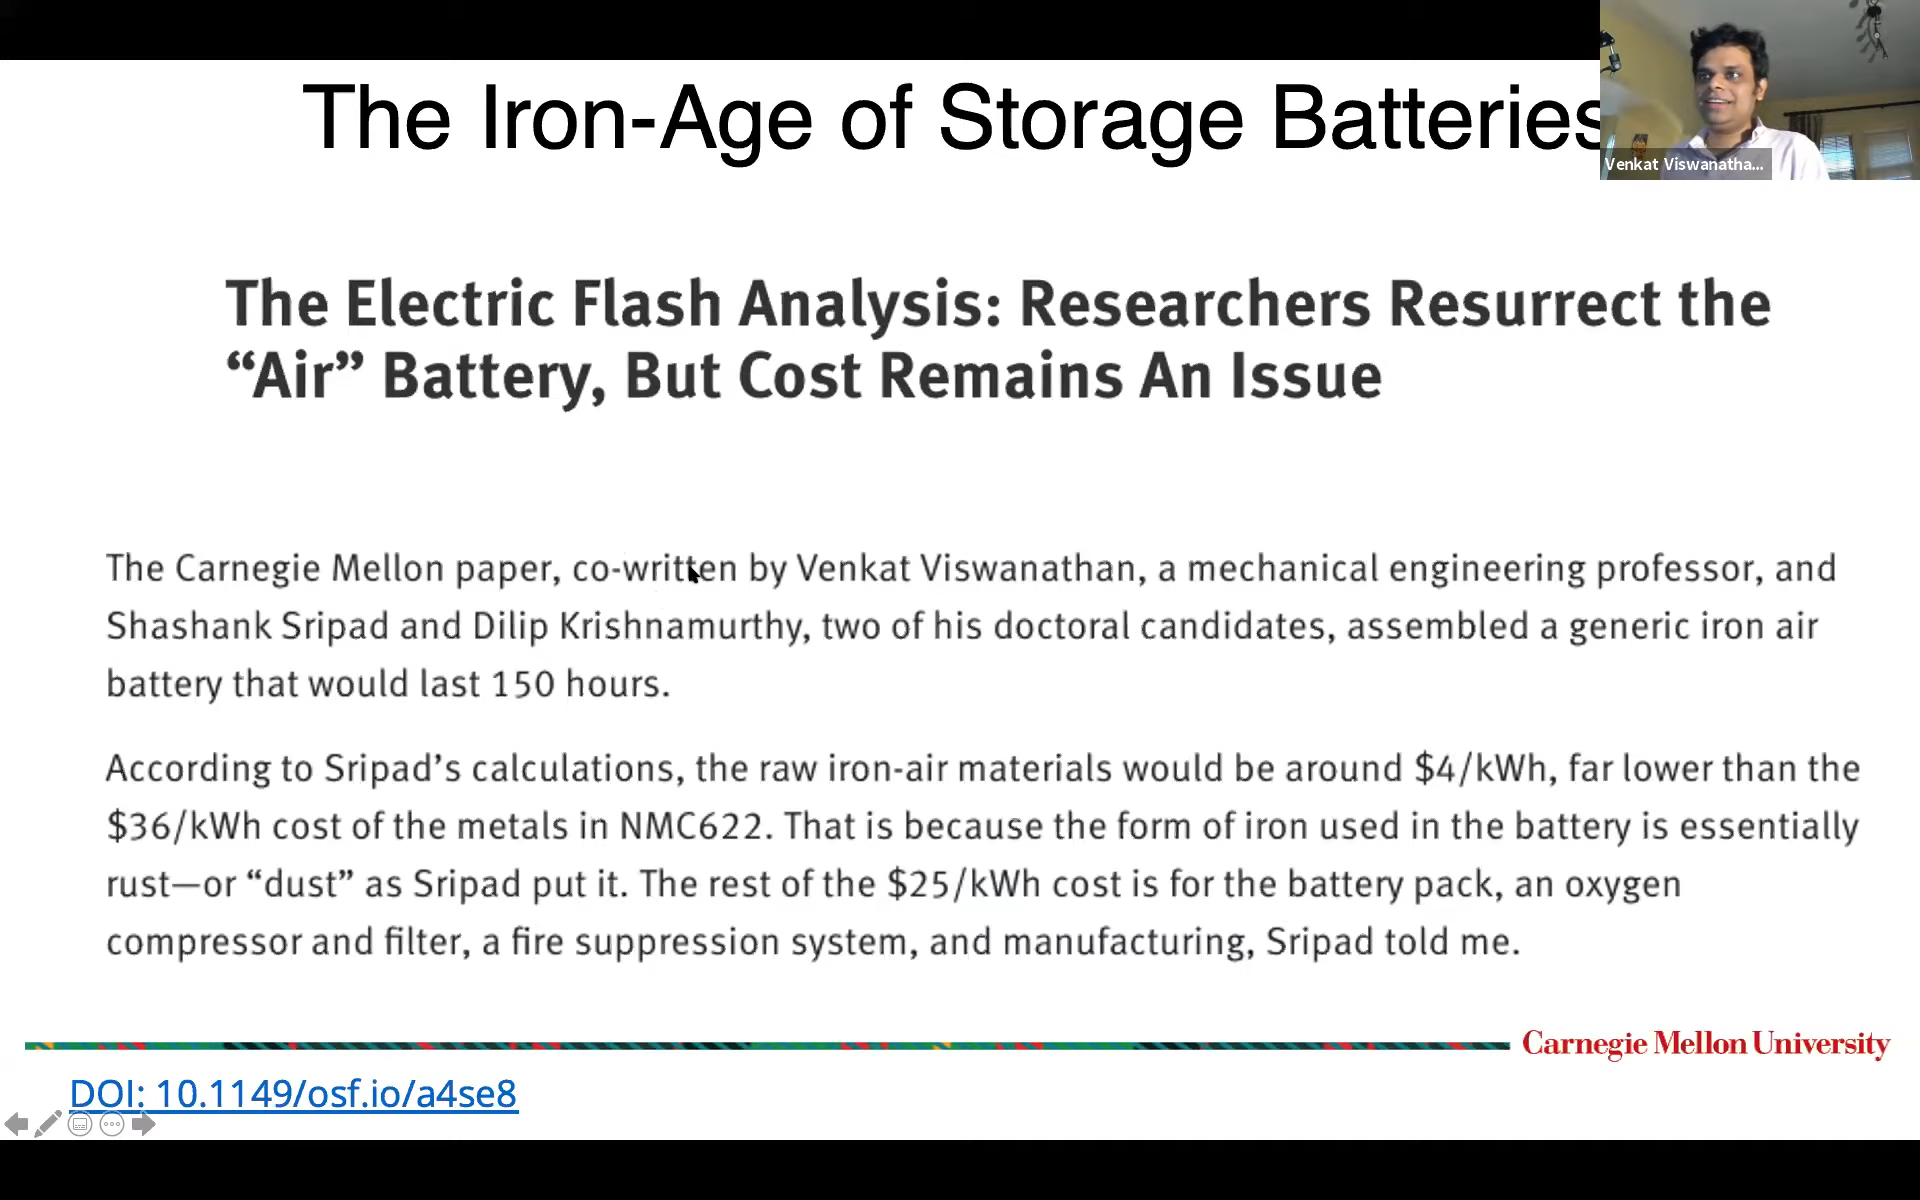 The Iron-Age of Storage Batteries
Venkat Viswanatha...
The Electric Flash Analysis: Researchers Resurrect the
“Air” Battery, But Cost Remains An Issue
The Carnegie Mellon paper, co-written by Venkat Viswanathan, a mechanical engineering professor, and
Shashank Sripad and Dilip Krishnamurthy, two of his doctoral candidates, assembled a generic iron air
battery that would last 150 hours.
According to Sripad’s calculations, the raw iron-air materials would be around $4/kWh, far lower than the
$36/kWh cost of the metals in NMC622. That is because the form of iron used in the battery is essentially
rust—or “dust” as Sripad put it. The rest of the $25/kWh cost is for the battery pack, an oxygen
compressor and filter, a fire suppression system, and manufacturing, Sripad told me.
Carnegie Mellon University
DOI: 10.1149/osf.io/a4se8